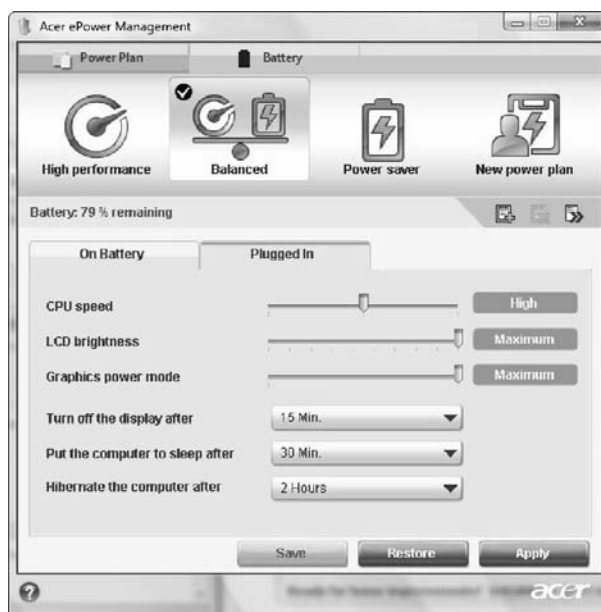 Acer ePower Management
Power Plan Battery
High performance Balanced Power saver New power plan
Battery: 79 % remaining
On Battery Plugged In
CPU speed High
LCD brightness Maximum
Graphics power mode Maximum
Turn off the display after 15 Min.
Put the computer to sleep after 30 Min.
Hibernate the computer after 2 Hours
Save Restore Apply
acer